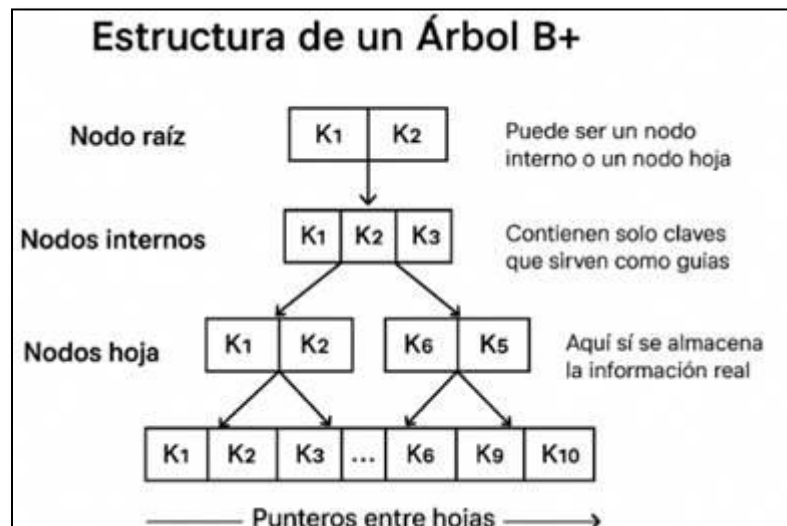 Estructura de un Árbol B+
Nodo raíz
K1 K2
Puede ser un nodo
interno o un nodo hoja
Nodos internos
K1 K2 K3
Contienen solo claves
que sirven como guías
Nodos hoja
K1 K2
K6 K5
Aquí sí se almacena
la información real
K1 K2 K3 ... K6 K9 K10
Punteros entre hojas